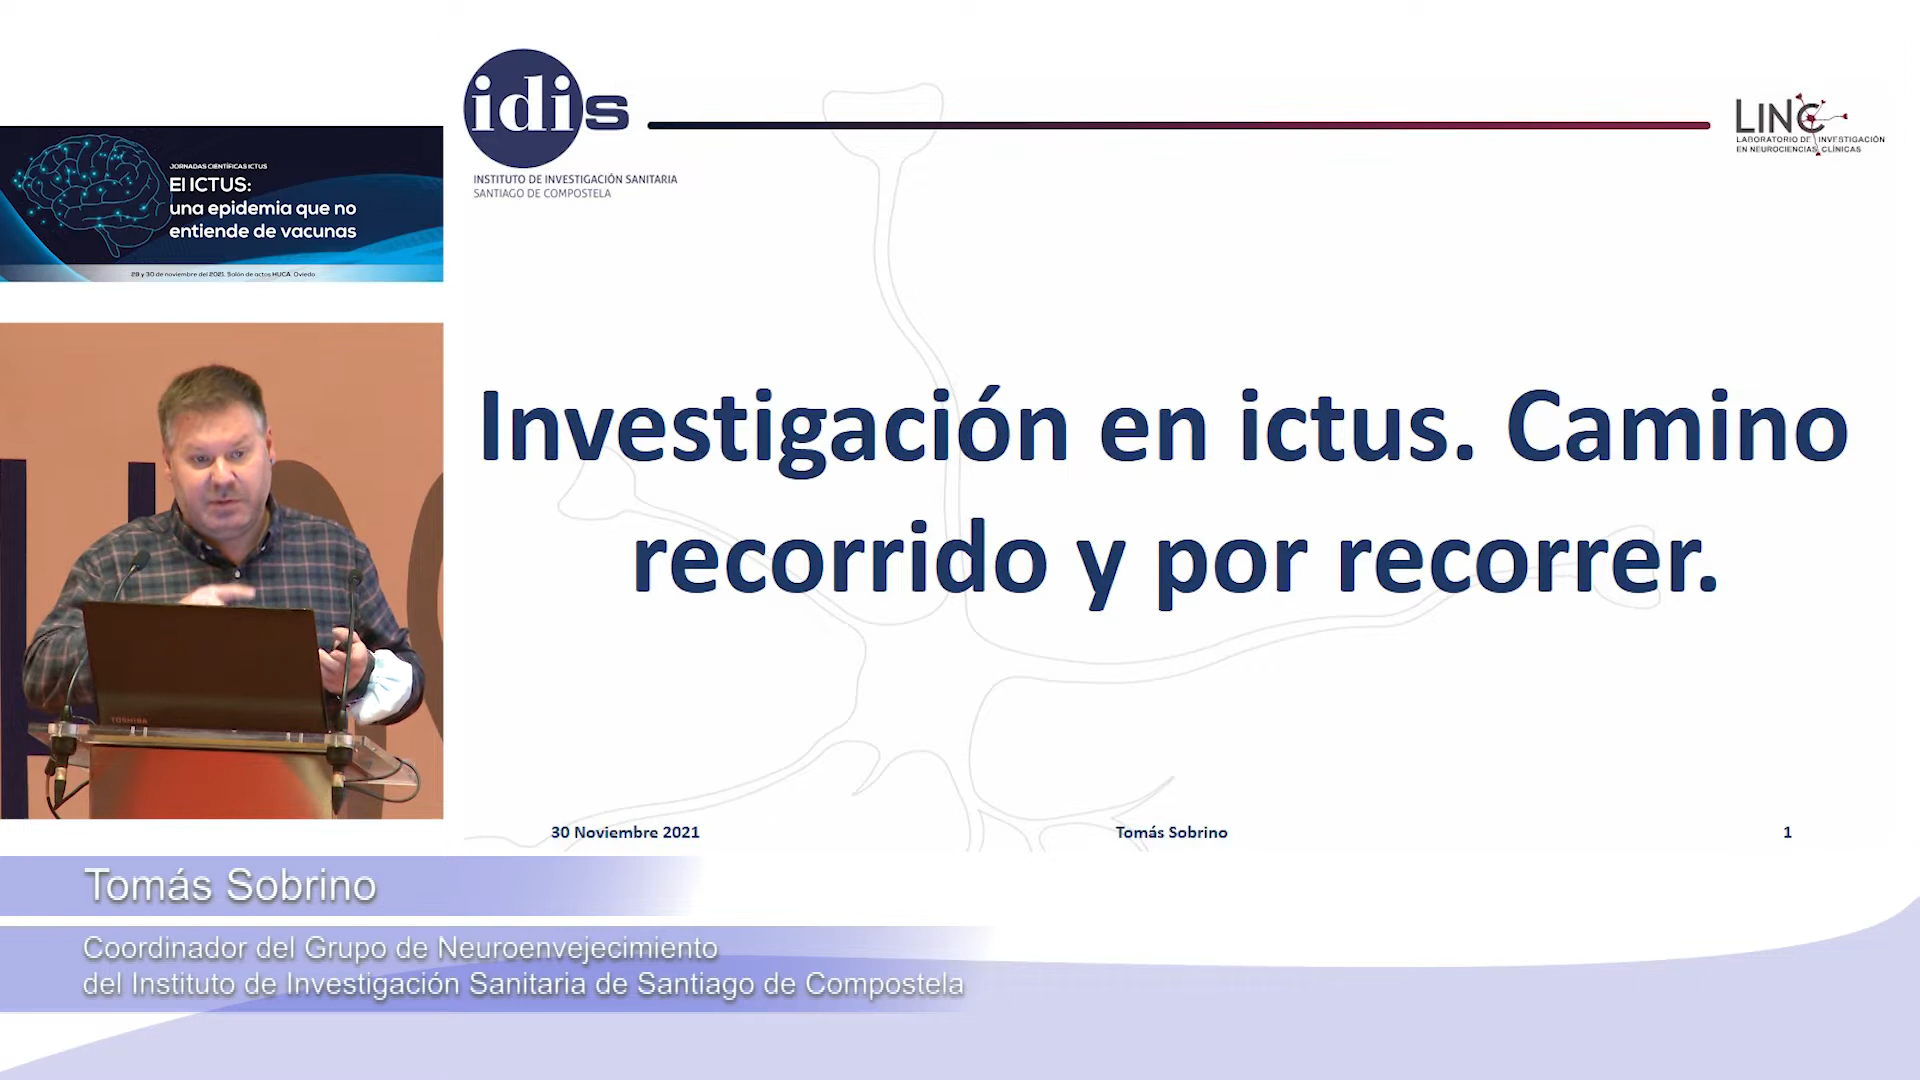 idis
INSTITUTO DE INVESTIGACIÓN SANITARIA
SANTIAGO DE COMPOSTELA
LINC
LABORATORIO DE INVESTIGACIÓN
EN NEUROCIENCIAS CLÍNICAS
JORNADAS CIENTÍFICAS ICTUS
El ICTUS:
una epidemia que no
entiende de vacunas
29 y 30 de noviembre del 2021. Salón de actos HUCA. Oviedo
Investigación en ictus. Camino
recorrido y por recorrer.
TOSHIBA
30 Noviembre 2021
Tomás Sobrino
1
Tomás Sobrino
Coordinador del Grupo de Neuroenvejecimiento
del Instituto de Investigación Sanitaria de Santiago de Compostela